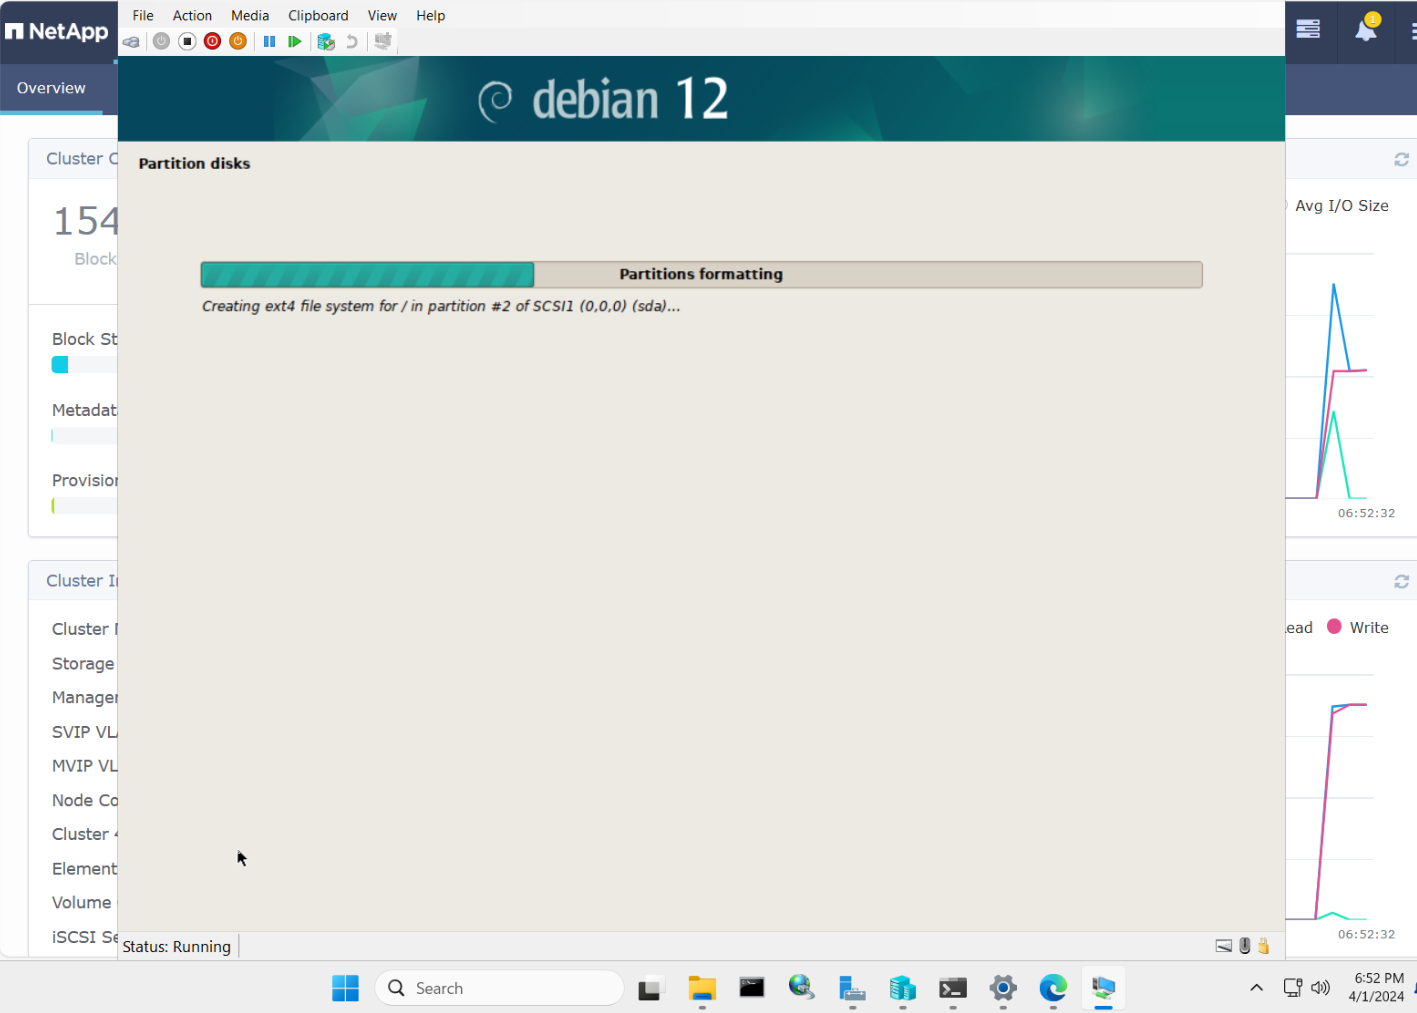 File Action Media Clipboard View Help
NetApp
1
debian 12
Overview
Partition disks
Cluster C
154
Block
Avg I/O Size
Partitions formatting
Creating ext4 file system for / in partition #2 of SCSI1 (0,0,0) (sda)...
Block St
Metadat
Provision
06:52:32
Cluster I
Cluster
Storage
Manager
SVIP VL
MVIP VL
Node Co
Cluster 4
Element
Volume
iSCSI Se
ead Write
06:52:32
Status: Running
Search
6:52 PM
4/1/2024